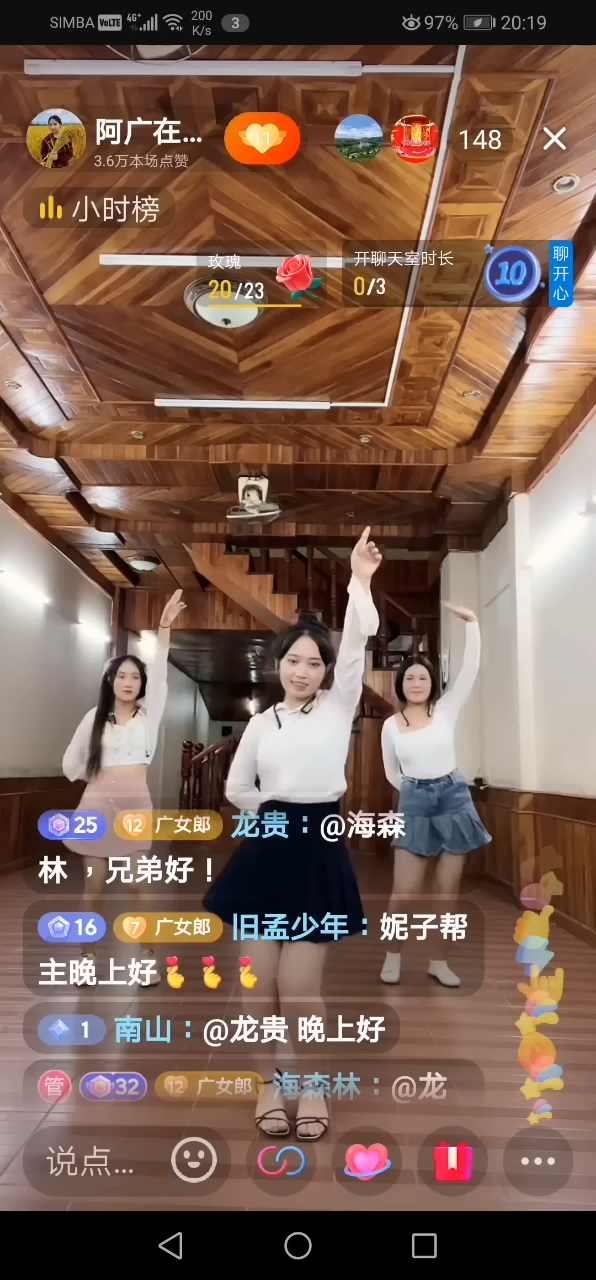 SIMBA VoLTE 4G+ 200 K/s 3 97% 20:19
阿广在... 11 148
3.6万本场点赞
小时榜
玫瑰 开聊天室时长 10 聊开心
20/23 0/3
25 12 广女郎 龙贵：@海森
林，兄弟好！
16 7 广女郎 旧孟少年：妮子帮
主晚上好
1 南山：@龙贵 晚上好
管 32 12 广女郎 海森林：@龙
说点...